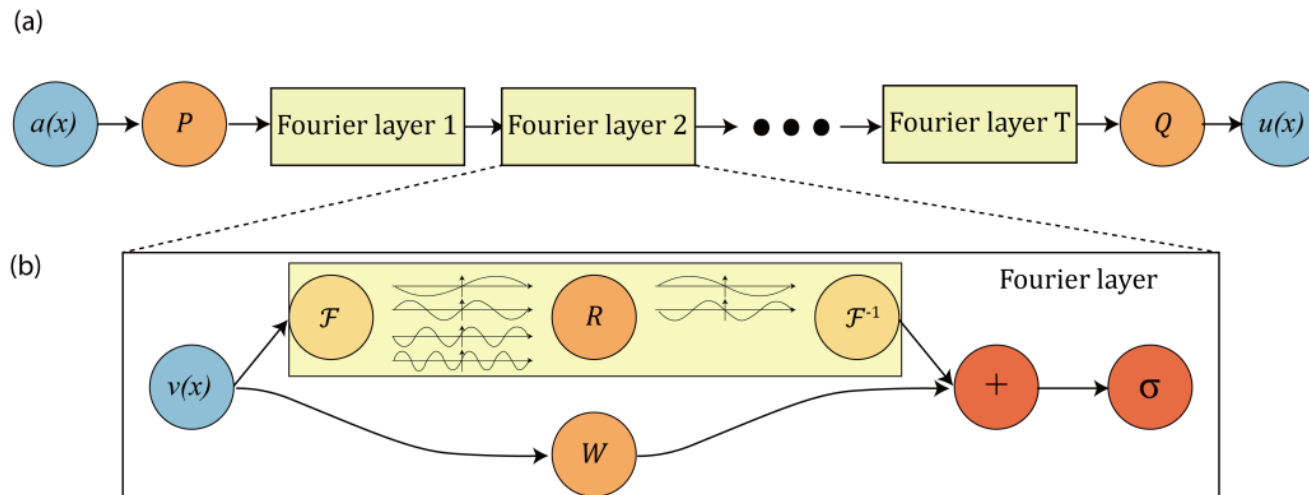 (a)
a(x) P Fourier layer 1 Fourier layer 2 ●●● Fourier layer T Q u(x)
(b)
Fourier layer
ℱ R ℱ⁻¹
v(x) + σ
W